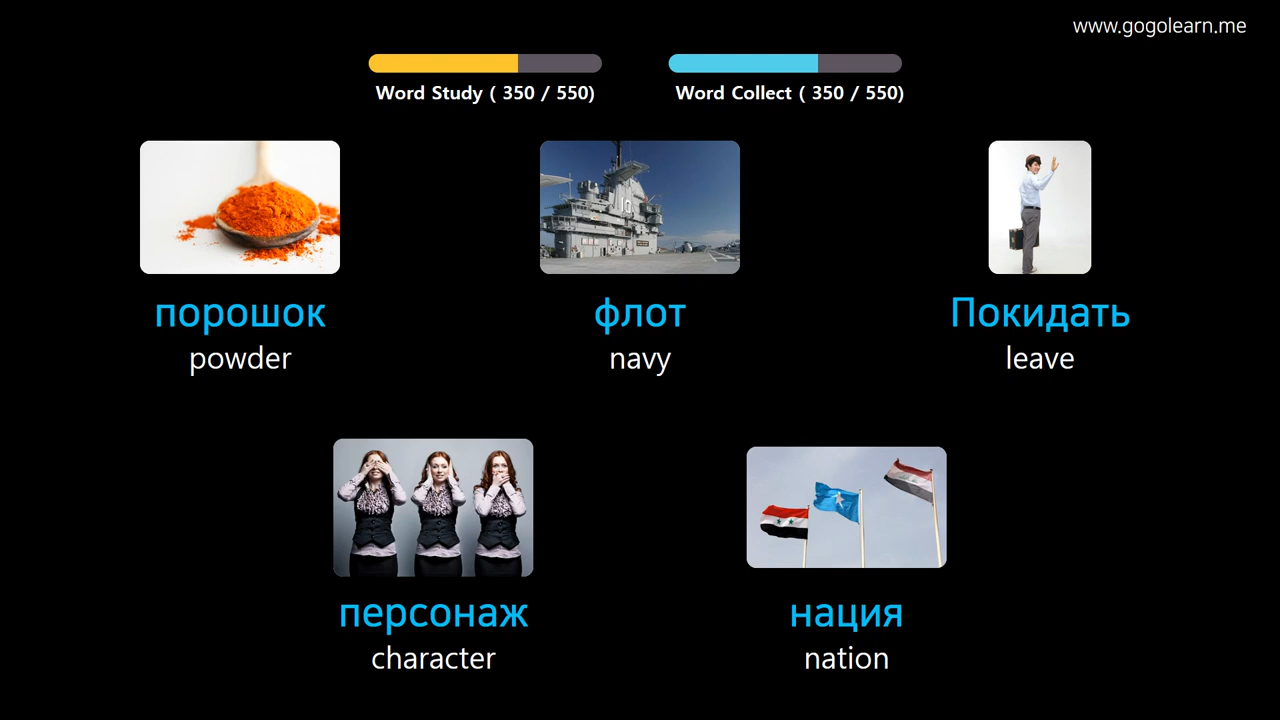 www.gogolearn.me
Word Study ( 350 / 550)
Word Collect ( 350 / 550)
порошок
powder
флот
navy
Покидать
leave
персонаж
character
нация
nation